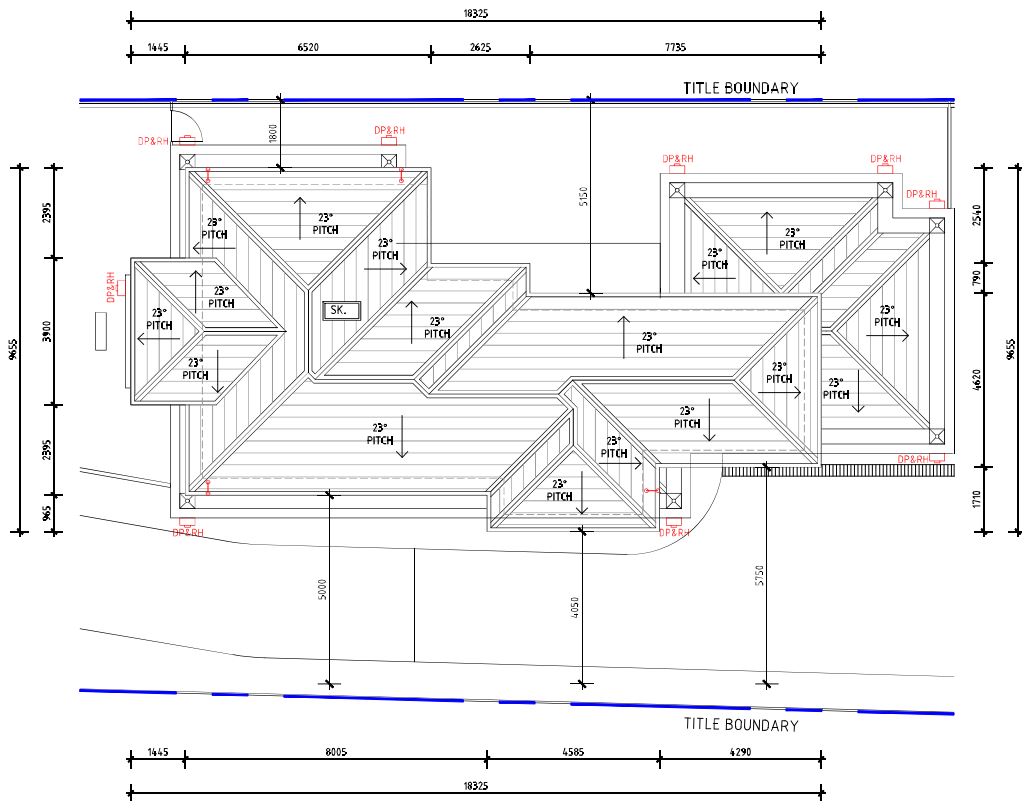 18325
1445 6520 2625 7735
TITLE BOUNDARY
DP&RH
DP&RH
1800
5150
DP&RH
DP&RH
DP&RH
2395
3900
2395
965
9655
2540
790
4620
1710
9655
DP&RH
23°
PITCH
23°
PITCH
23°
PITCH
23°
PITCH
23°
PITCH
23°
PITCH
SK.
23°
PITCH
23°
PITCH
23°
PITCH
23°
PITCH
23°
PITCH
23°
PITCH
23°
PITCH
23°
PITCH
23°
PITCH
23°
PITCH
23°
PITCH
23°
PITCH
DP&RH
DP&RH
DP&RH
5000
4050
5750
TITLE BOUNDARY
1445 8005 4585 4290
18325